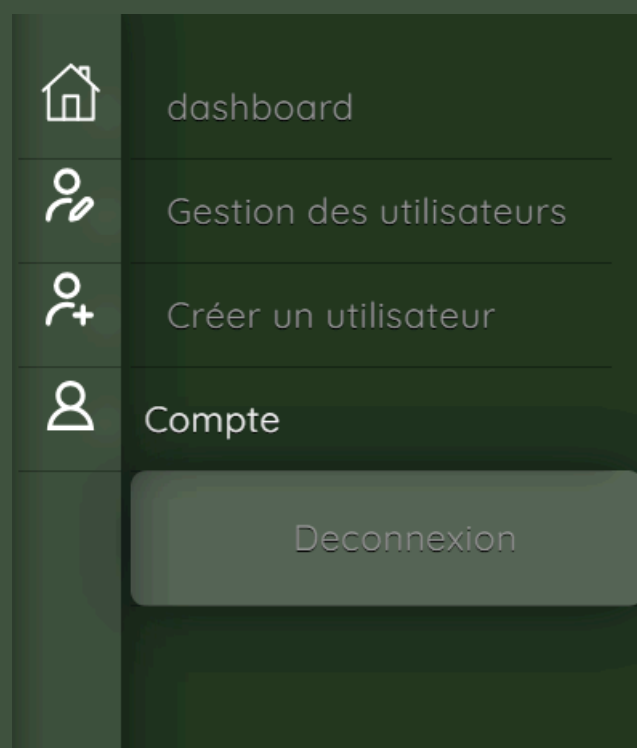 dashboard
Gestion des utilisateurs
Créer un utilisateur
Compte
Deconnexion